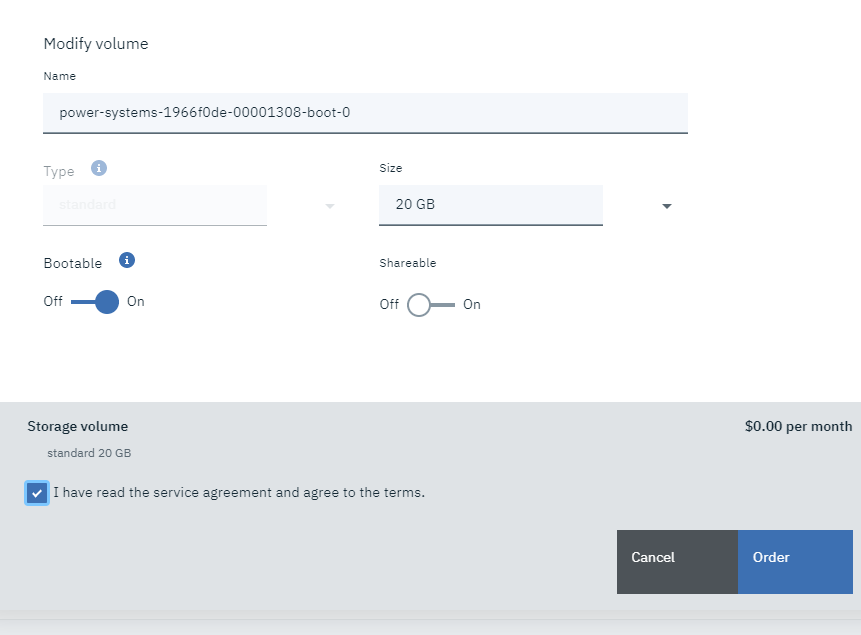 Modify volume
Name
power-systems-1966f0de-00001308-boot-0
Type
Size
standard
20 GB
Bootable
Shareable
Off On
Off On
Storage volume
$0.00 per month
standard 20 GB
I have read the service agreement and agree to the terms.
Cancel
Order